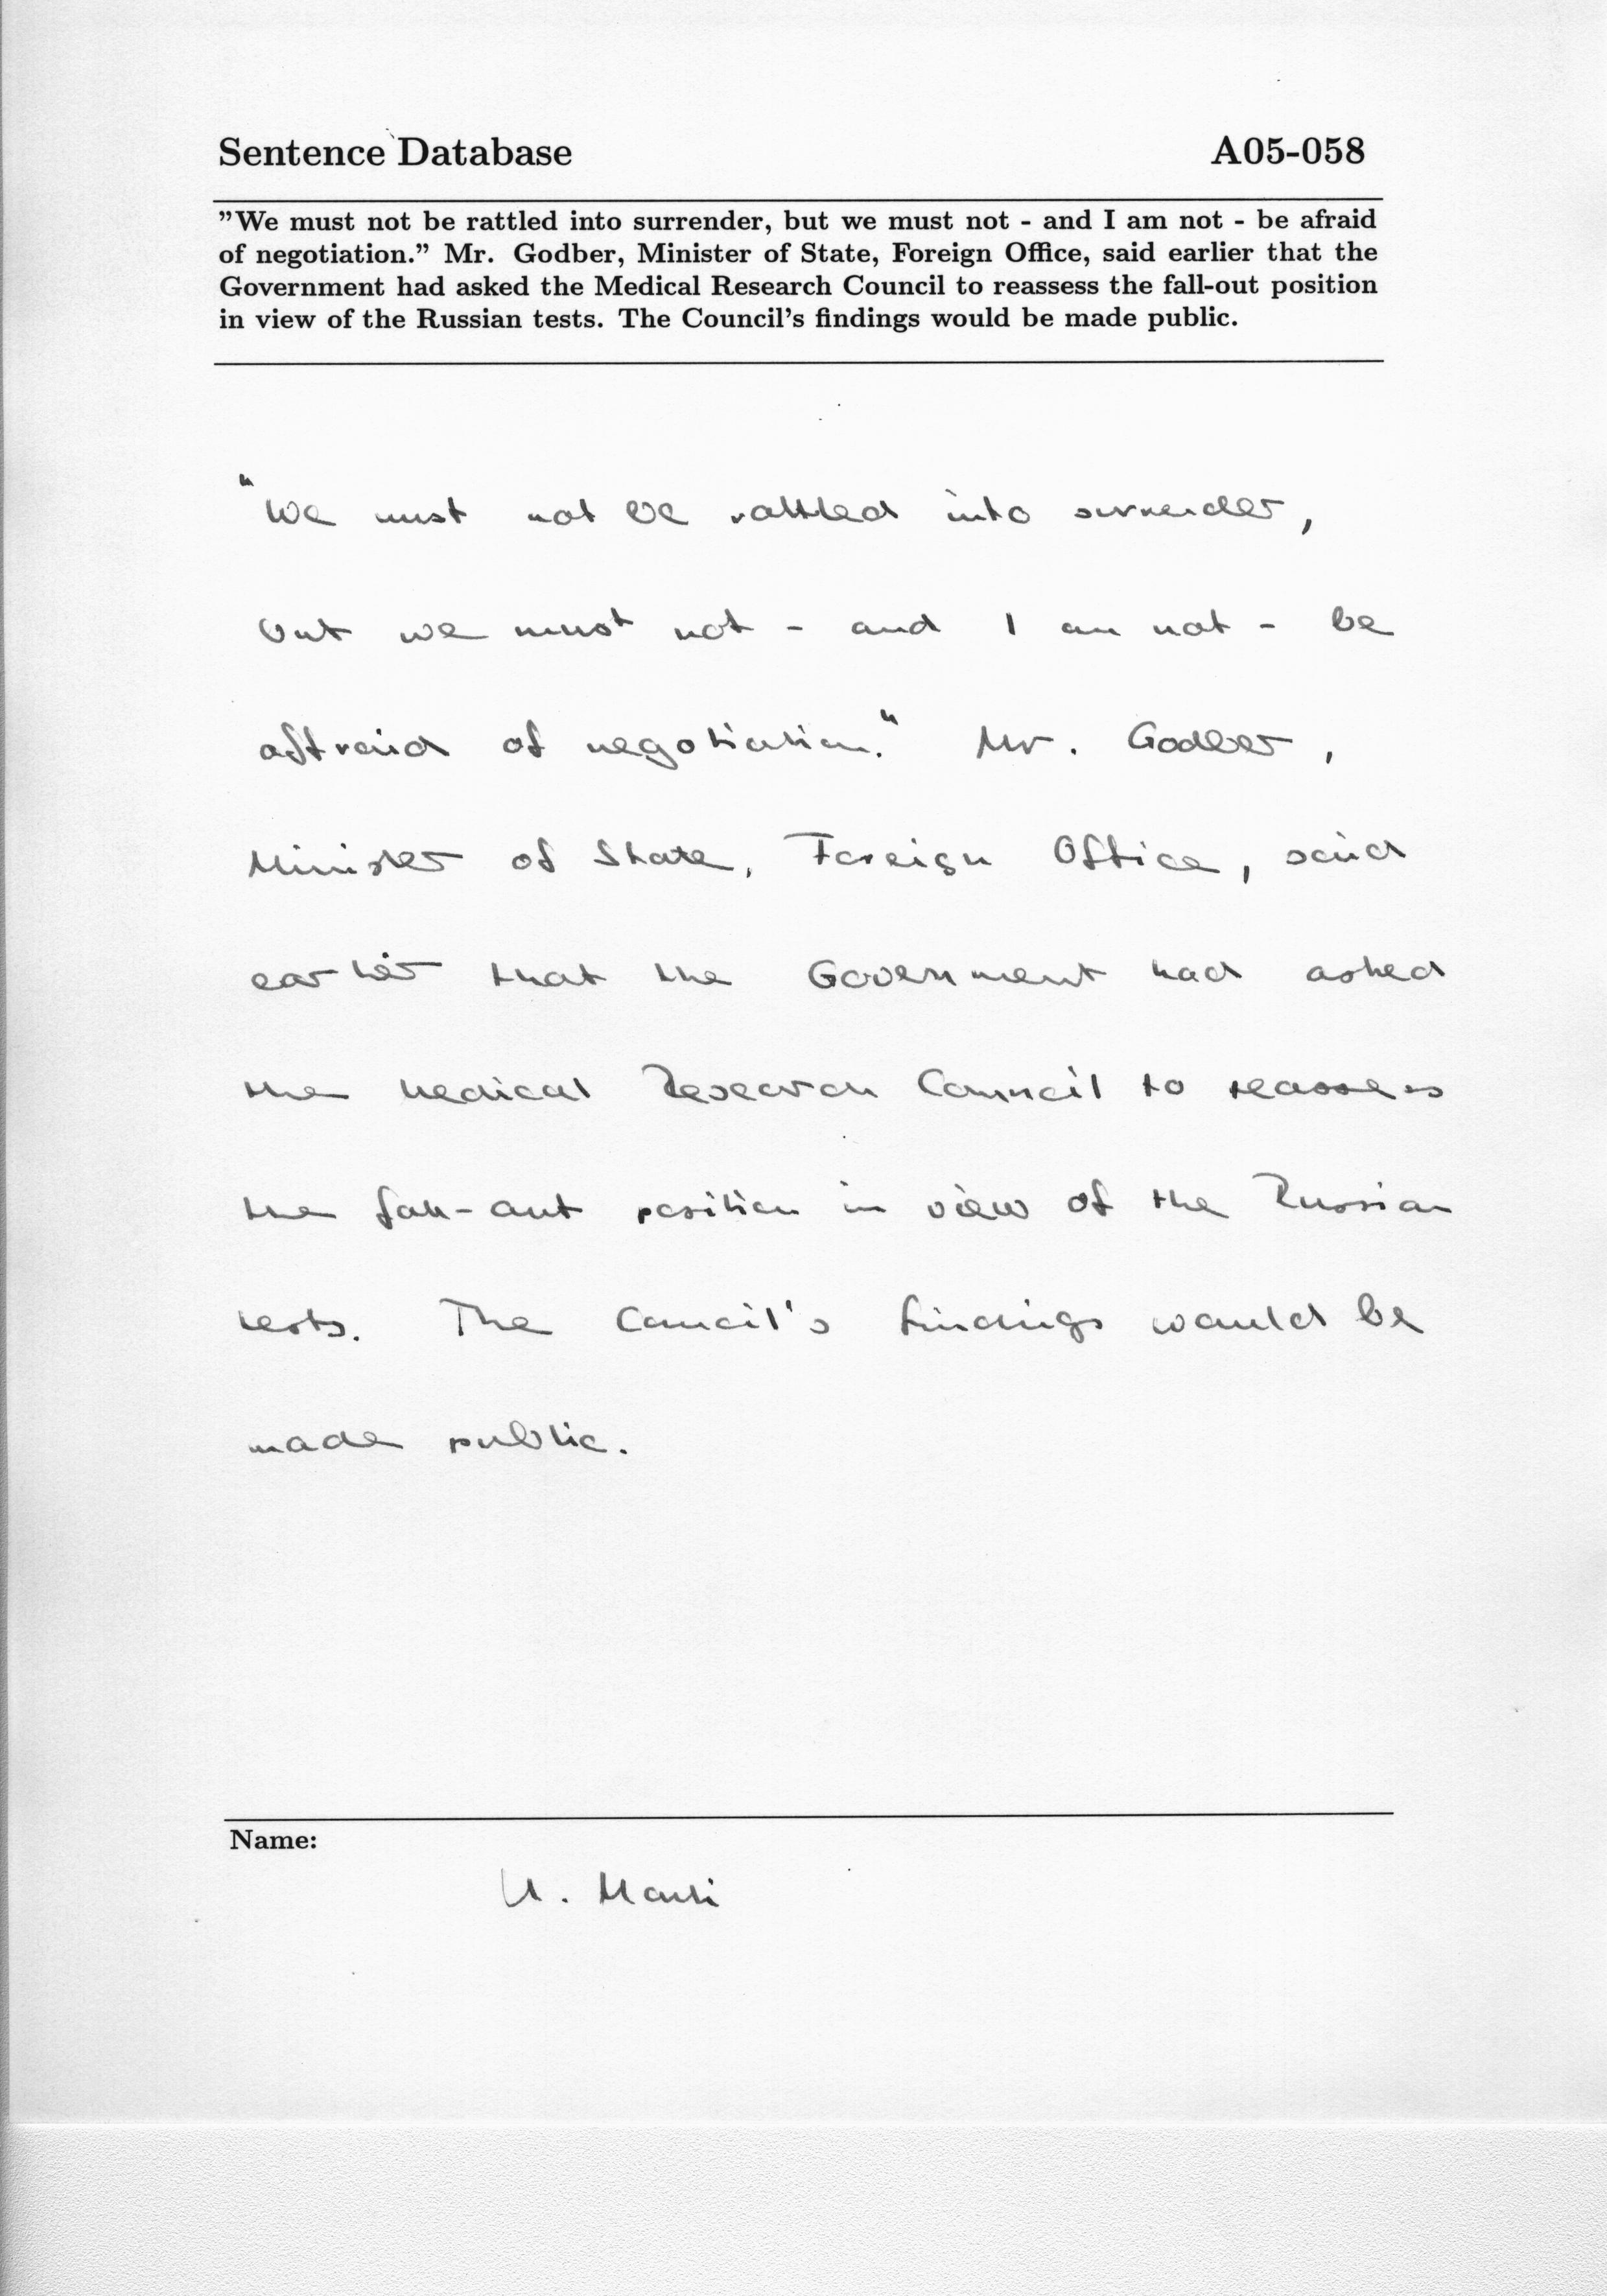 Sentence Database A05-058
"We must not be rattled into surrender, but we must not - and I am not - be afraid
of negotiation." Mr. Godber, Minister of State, Foreign Office, said earlier that the
Government had asked the Medical Research Council to reassess the fall-out position
in view of the Russian tests. The Council's findings would be made public.
"We must not be rattled into surrender,
but we must not - and I am not - be
afraid of negotiation." Mr. Godber,
Minister of State, Foreign Office, said
earlier that the Government had asked
the Medical Research Council to reassess
the fall-out position in view of the Russian
tests. The Council's findings would be
made public.
Name:
U. Marti